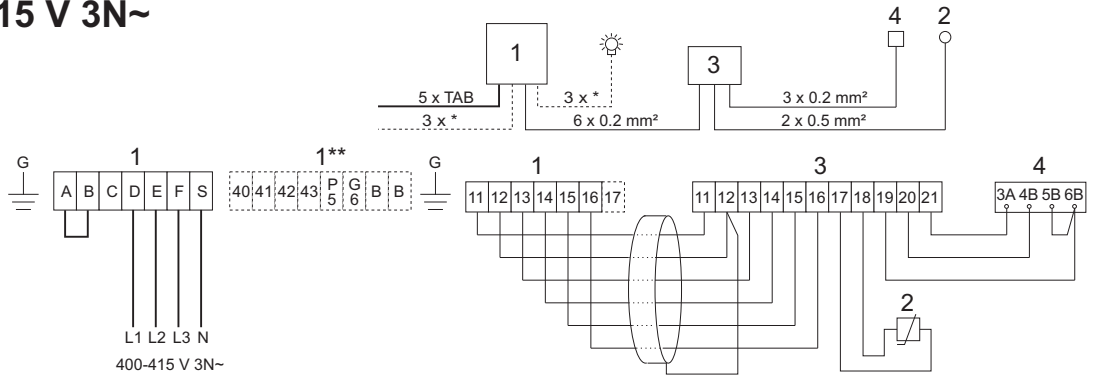 15 V 3N~
4 2
1
3
5 x TAB 3 x * 3 x 0.2 mm²
3 x * 6 x 0.2 mm² 2 x 0.5 mm²
G 1 1** G 1 3 4
A B C D E F S 40 41 42 43 P5 G6 B B 11 12 13 14 15 16 17 11 12 13 14 15 16 17 18 19 20 21 3A 4B 5B 6B
2
L1 L2 L3 N
400-415 V 3N~